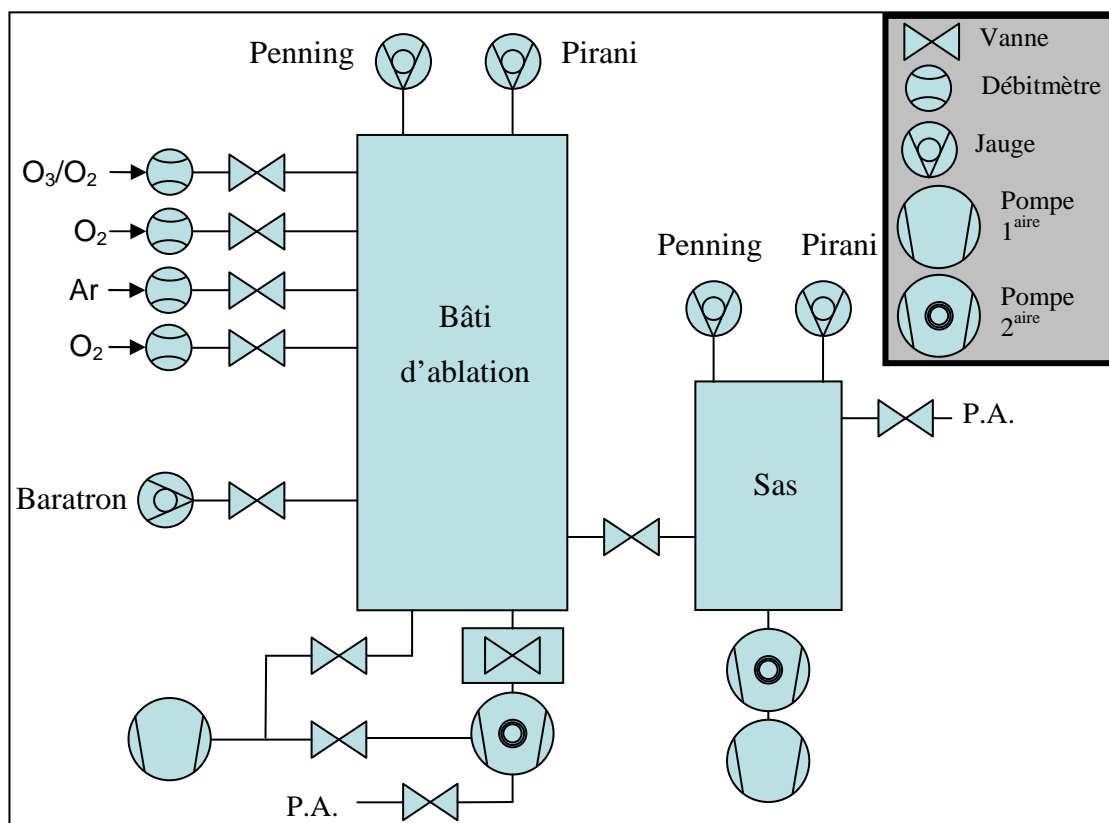 Penning
Pirani
O₃/O₂
O₂
Ar
O₂
Baratron
Bâti
d’ablation
P.A.
Penning
Pirani
Sas
P.A.
Vanne
Débitmètre
Jauge
Pompe
1aire
Pompe
2aire